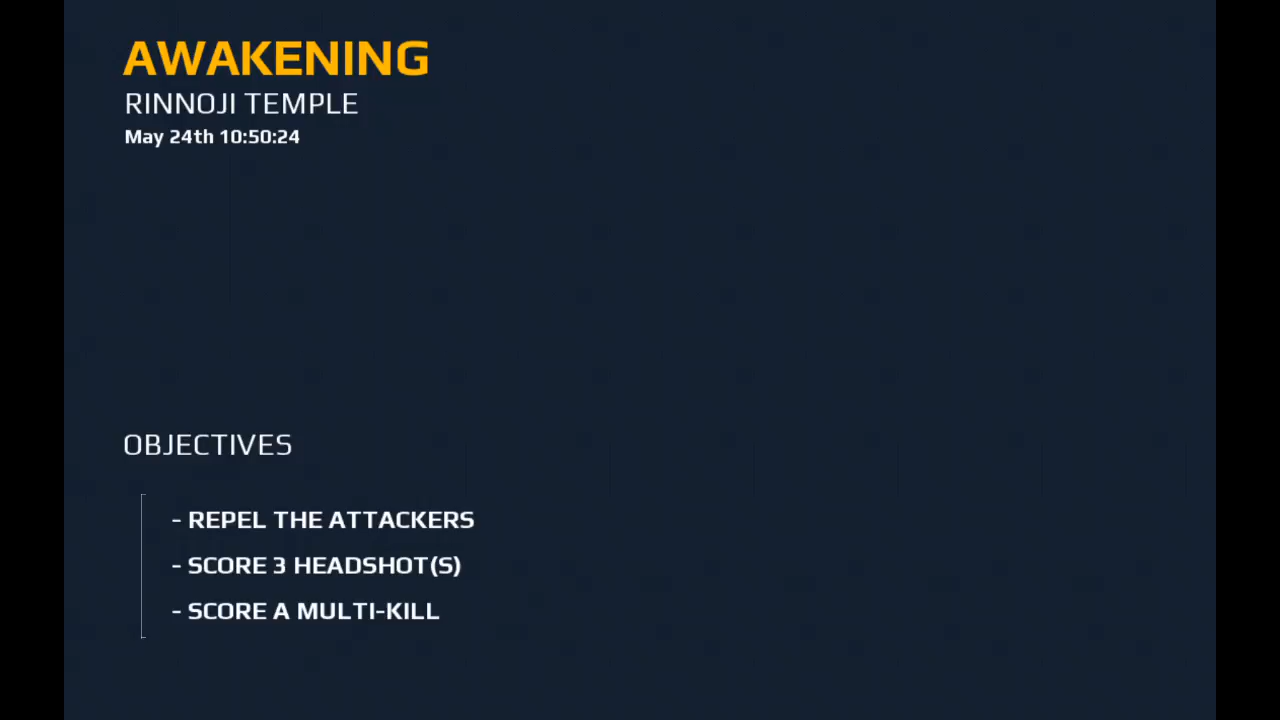 AWAKENING
RINNOJI TEMPLE
May 24th 10:50:24
OBJECTIVES
- REPEL THE ATTACKERS
- SCORE 3 HEADSHOT(S)
- SCORE A MULTI-KILL